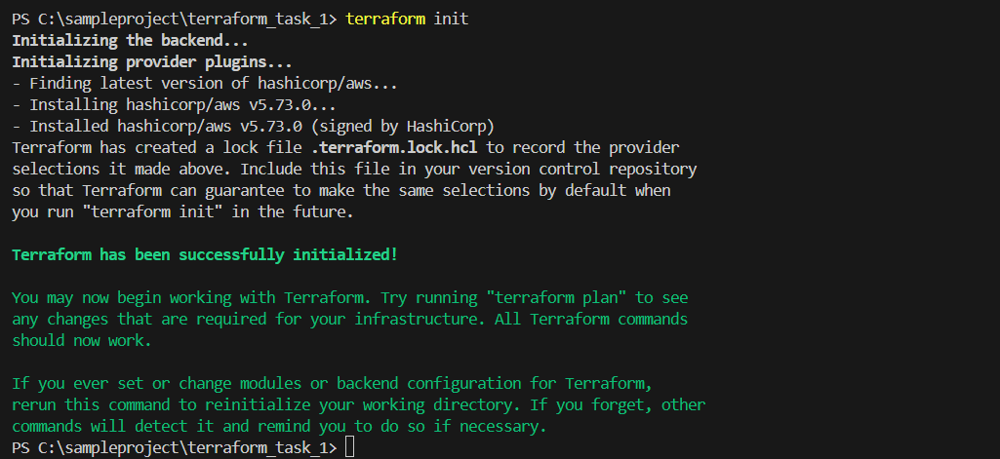 PS C:\sampleproject\terraform_task_1> terraform init
Initializing the backend...
Initializing provider plugins...
- Finding latest version of hashicorp/aws...
- Installing hashicorp/aws v5.73.0...
- Installed hashicorp/aws v5.73.0 (signed by HashiCorp)
Terraform has created a lock file .terraform.lock.hcl to record the provider
selections it made above. Include this file in your version control repository
so that Terraform can guarantee to make the same selections by default when
you run "terraform init" in the future.
Terraform has been successfully initialized!
You may now begin working with Terraform. Try running "terraform plan" to see
any changes that are required for your infrastructure. All Terraform commands
should now work.
If you ever set or change modules or backend configuration for Terraform,
rerun this command to reinitialize your working directory. If you forget, other
commands will detect it and remind you to do so if necessary.
PS C:\sampleproject\terraform_task_1>